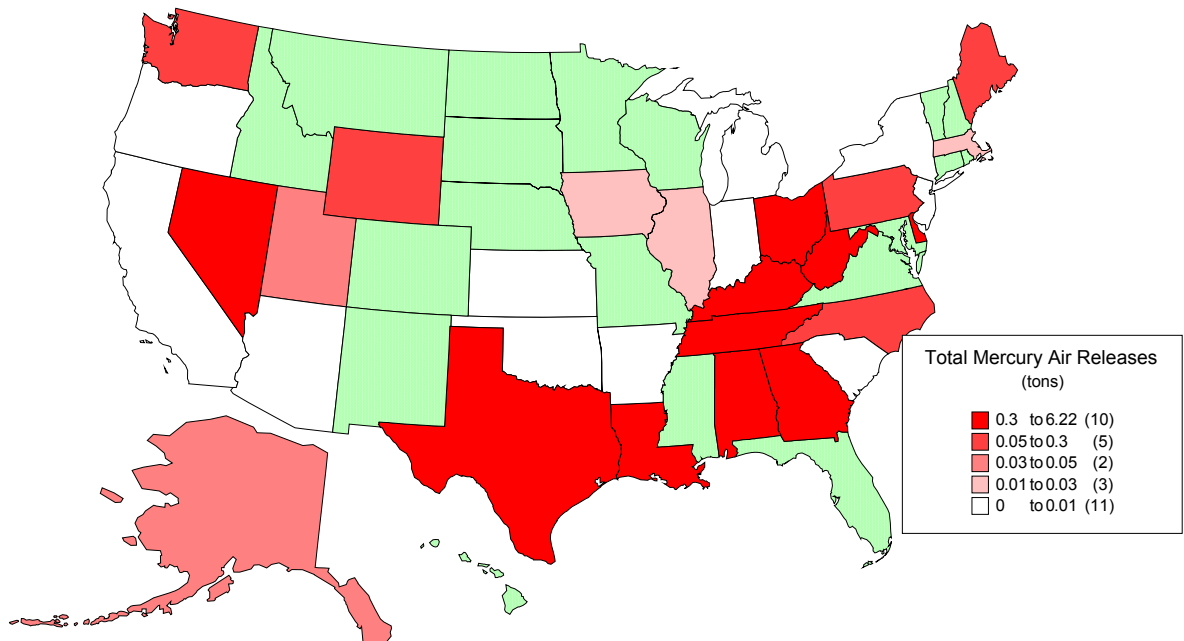 Total Mercury Air Releases
(tons)
0.3 to 6.22 (10)
0.05 to 0.3 (5)
0.03 to 0.05 (2)
0.01 to 0.03 (3)
0 to 0.01 (11)